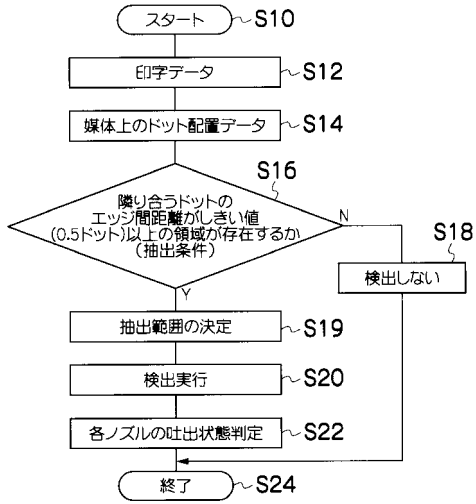 スタート
S10
印字データ
S12
媒体上のドット配置データ
S14
S16
隣り合うドットの
エッジ間距離がしきい値
(0.5ドット)以上の領域が存在するか
(抽出条件)
N
S18
検出しない
Y
抽出範囲の決定
S19
検出実行
S20
各ノズルの吐出状態判定
S22
終了
S24